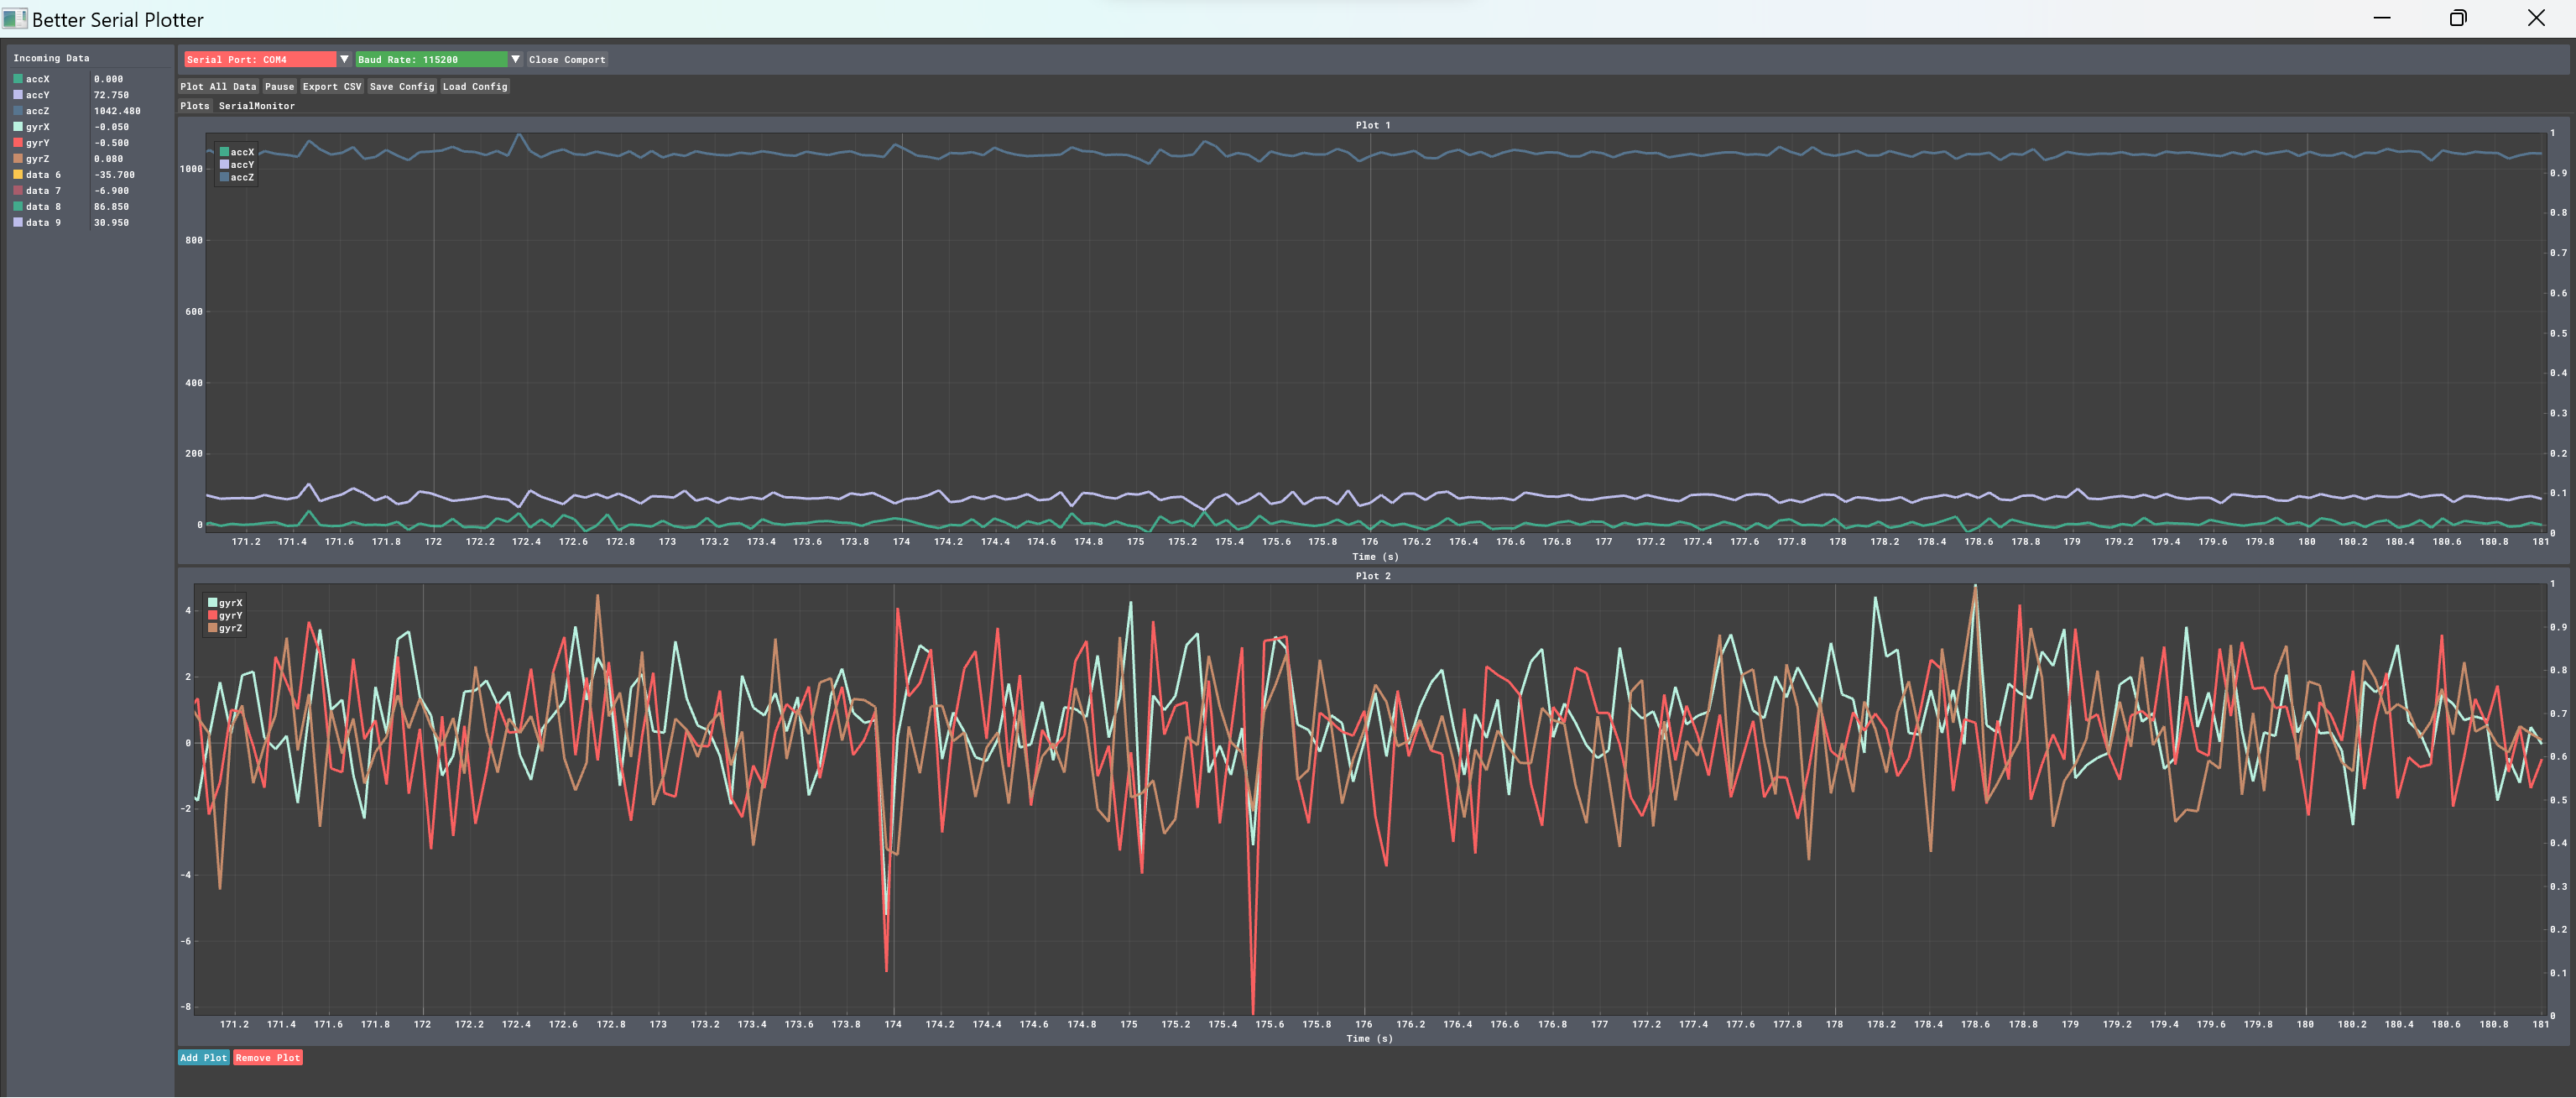 Better Serial Plotter
Incoming Data
accX 0.000
accY 72.750
accZ 1042.480
gyrX -0.050
gyrY -0.500
gyrZ 0.080
data 6 -35.700
data 7 -6.900
data 8 86.850
data 9 30.950
Serial Port: COM4 Baud Rate: 115200 Close Comport
Plot All Data Pause Export CSV Save Config Load Config
Plots SerialMonitor
Plot 1
accX
accY
accZ
1000
800
600
400
200
0
1
0.9
0.8
0.7
0.6
0.5
0.4
0.3
0.2
0.1
0
171.2 171.4 171.6 171.8 172 172.2 172.4 172.6 172.8 173 173.2 173.4 173.6 173.8 174 174.2 174.4 174.6 174.8 175 175.2 175.4 175.6 175.8 176 176.2 176.4 176.6 176.8 177 177.2 177.4 177.6 177.8 178 178.2 178.4 178.6 178.8 179 179.2 179.4 179.6 179.8 180 180.2 180.4 180.6 180.8 181
Time (s)
Plot 2
gyrX
gyrY
gyrZ
4
2
0
-2
-4
-6
-8
1
0.9
0.8
0.7
0.6
0.5
0.4
0.3
0.2
0.1
0
171.2 171.4 171.6 171.8 172 172.2 172.4 172.6 172.8 173 173.2 173.4 173.6 173.8 174 174.2 174.4 174.6 174.8 175 175.2 175.4 175.6 175.8 176 176.2 176.4 176.6 176.8 177 177.2 177.4 177.6 177.8 178 178.2 178.4 178.6 178.8 179 179.2 179.4 179.6 179.8 180 180.2 180.4 180.6 180.8 181
Time (s)
Add Plot Remove Plot